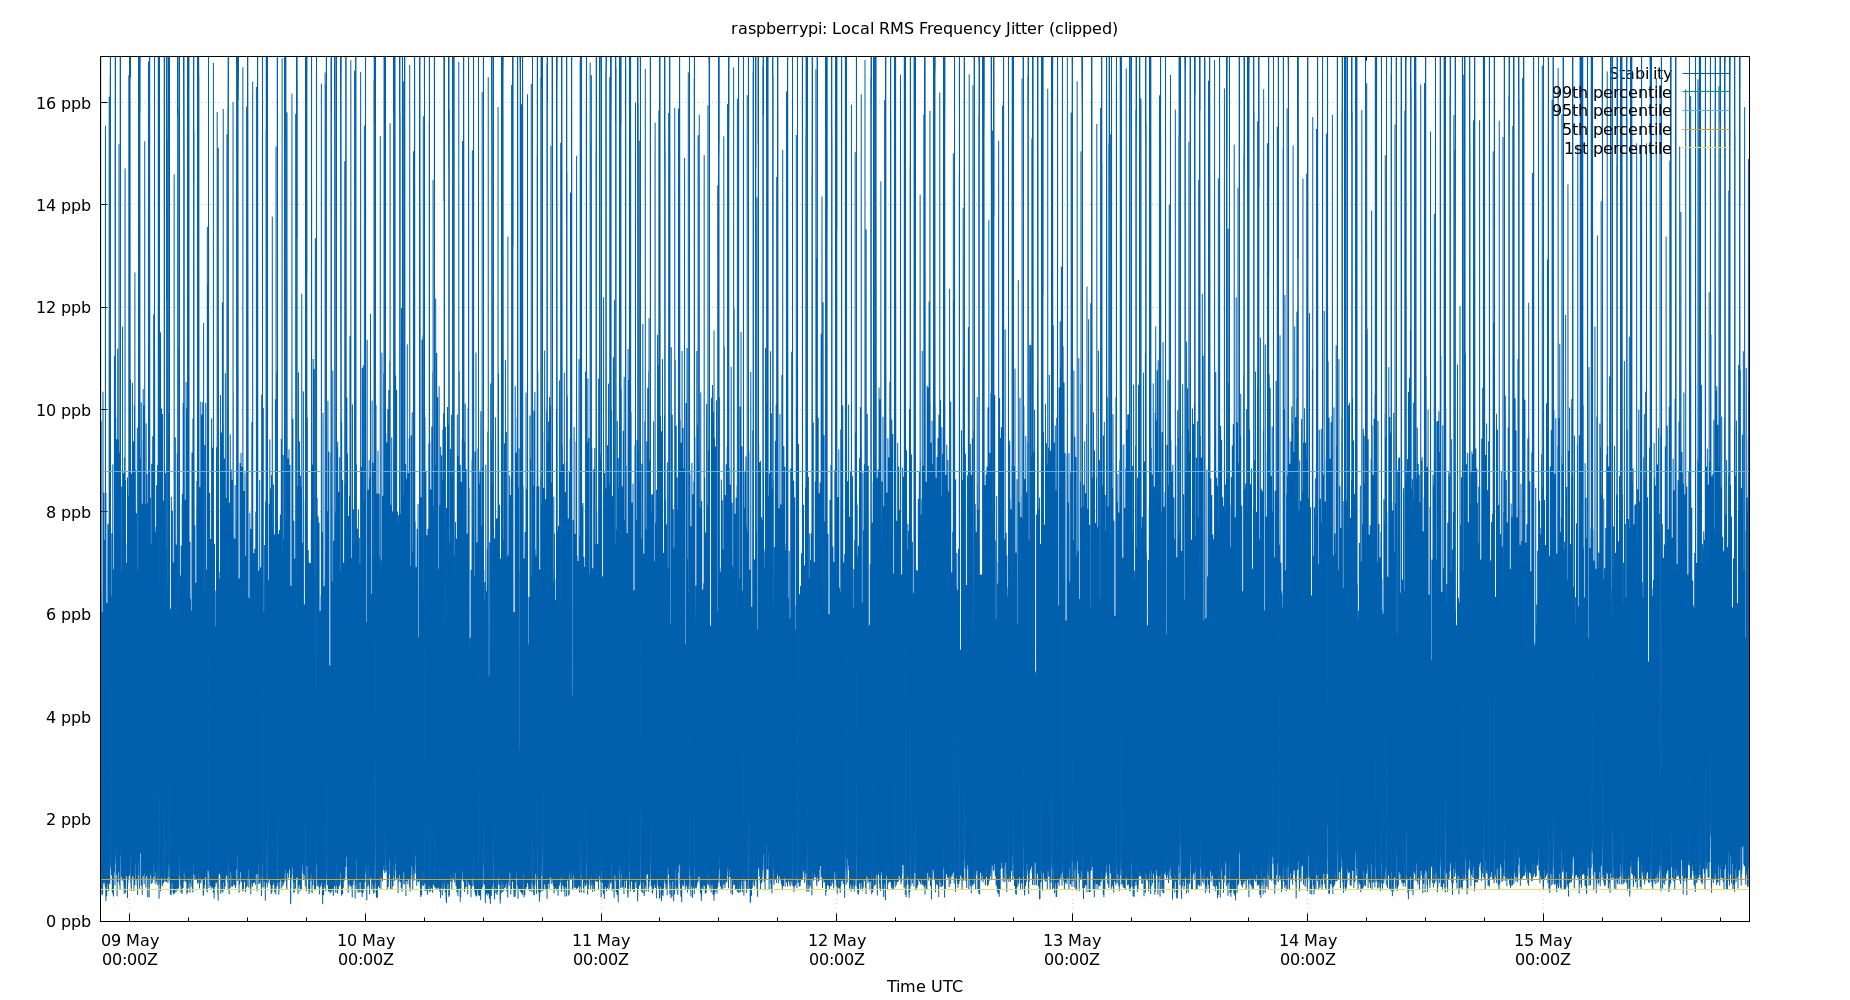 raspberrypi: Local RMS Frequency Jitter (clipped)
Stability
99th percentile
95th percentile
5th percentile
1st percentile
16 ppb
14 ppb
12 ppb
10 ppb
8 ppb
6 ppb
4 ppb
2 ppb
0 ppb
09 May 10 May 11 May 12 May 13 May 14 May 15 May
00:00Z 00:00Z 00:00Z 00:00Z 00:00Z 00:00Z 00:00Z
Time UTC